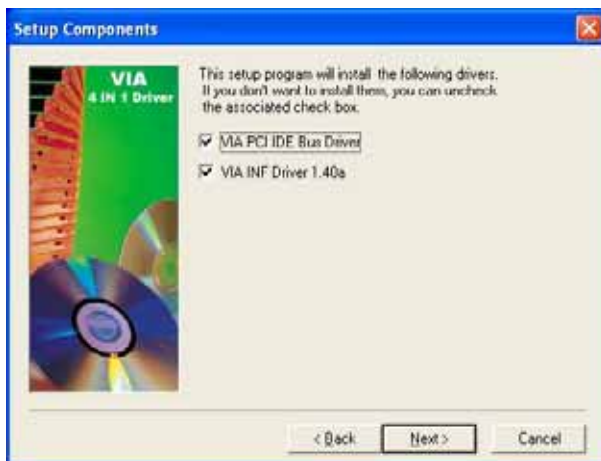 Setup Components
VIA
4 IN 1 Driver
This setup program will install the following drivers.
If you don't want to install them, you can uncheck
the associated check box.
VIA PCI IDE Bus Driver
VIA INF Driver 1.40a
< Back
Next >
Cancel